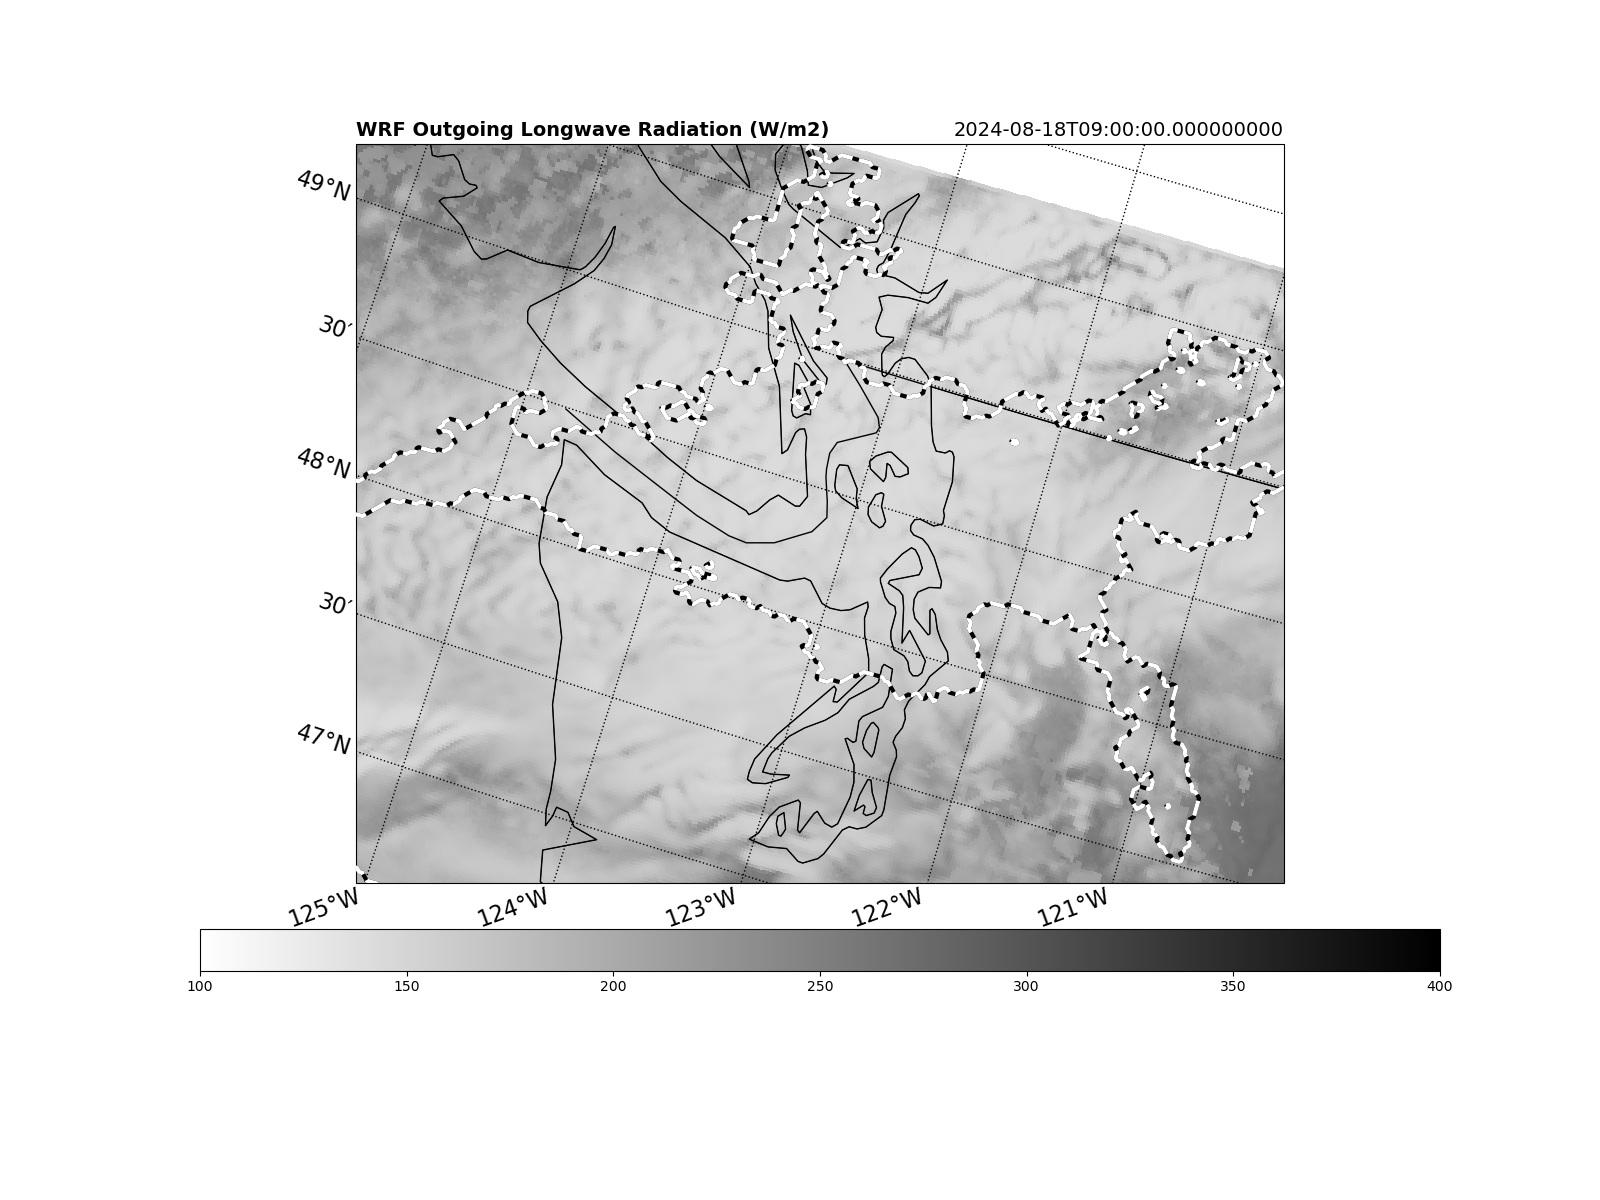 WRF Outgoing Longwave Radiation (W/m2) 2024-08-18T09:00:00.000000000
49°N
30′
48°N
30′
47°N
125°W 124°W 123°W 122°W 121°W
100 150 200 250 300 350 400